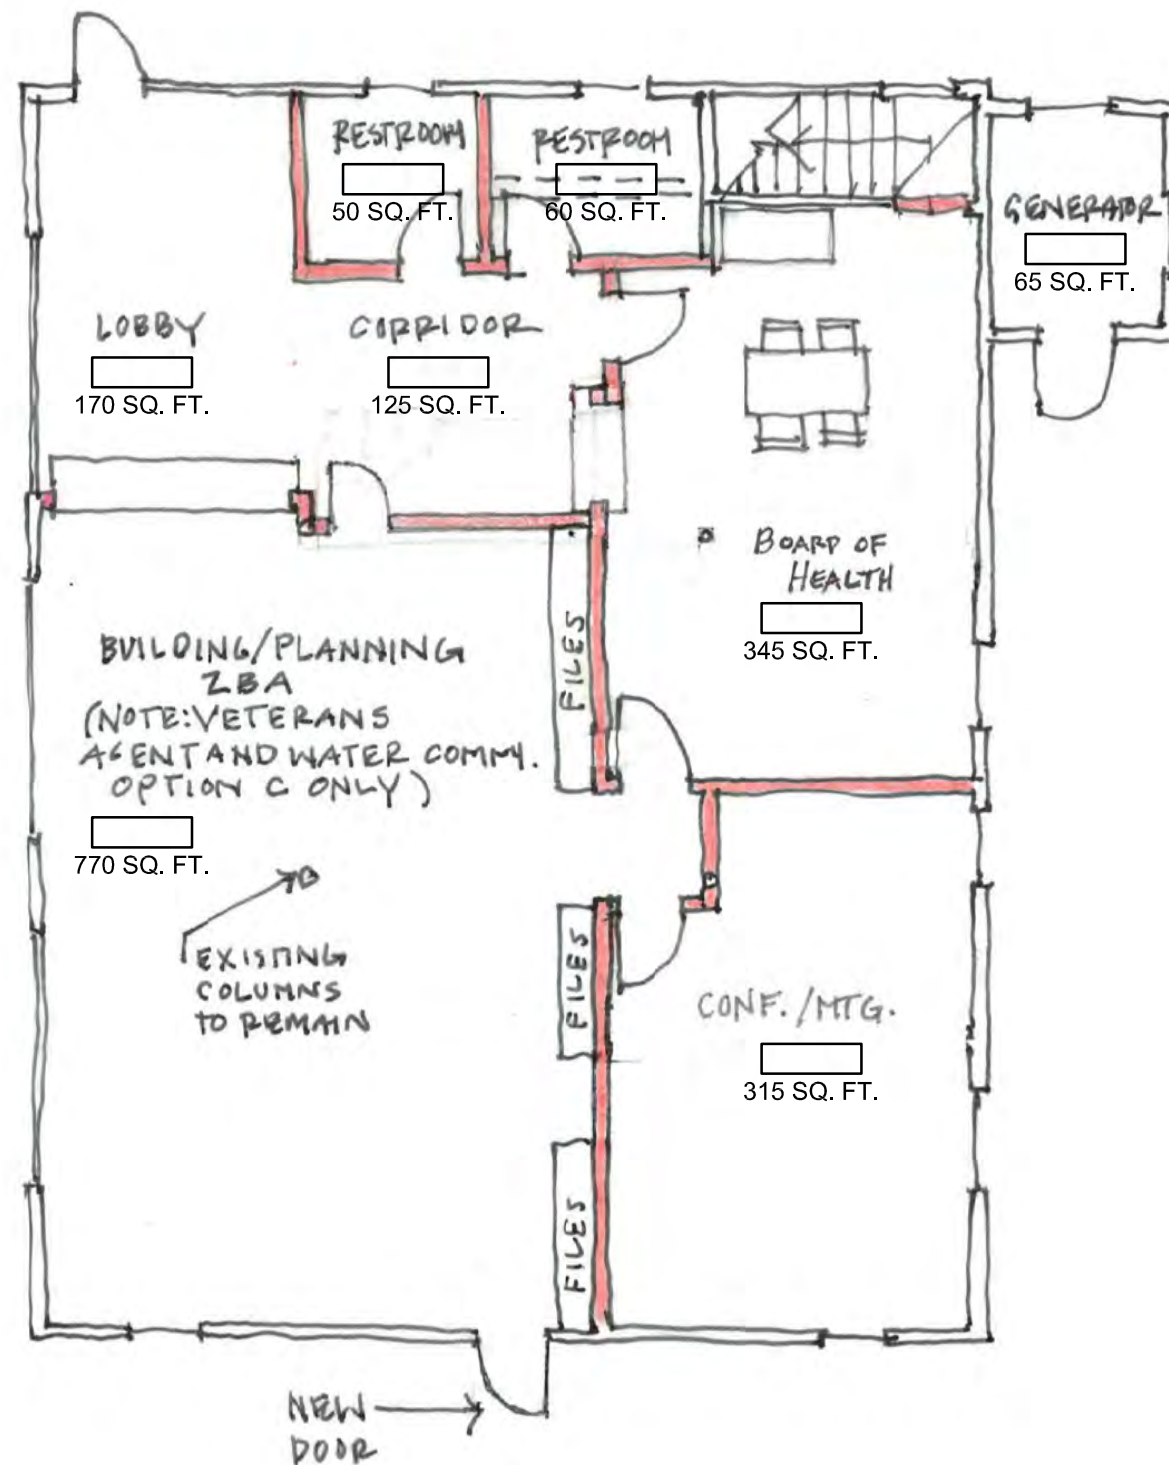 RESTROOM
50 SQ. FT.
RESTROOM
60 SQ. FT.
GENERATOR
65 SQ. FT.
LOBBY
170 SQ. FT.
CORRIDOR
125 SQ. FT.
BOARD OF
HEALTH
345 SQ. FT.
FILES
BUILDING/PLANNING
ZBA
(NOTE: VETERANS
AGENT AND WATER COMMY.
OPTION C ONLY)
770 SQ. FT.
EXISTING
COLUMNS
TO REMAIN
FILES
CONF./MTG.
315 SQ. FT.
FILES
NEW
DOOR